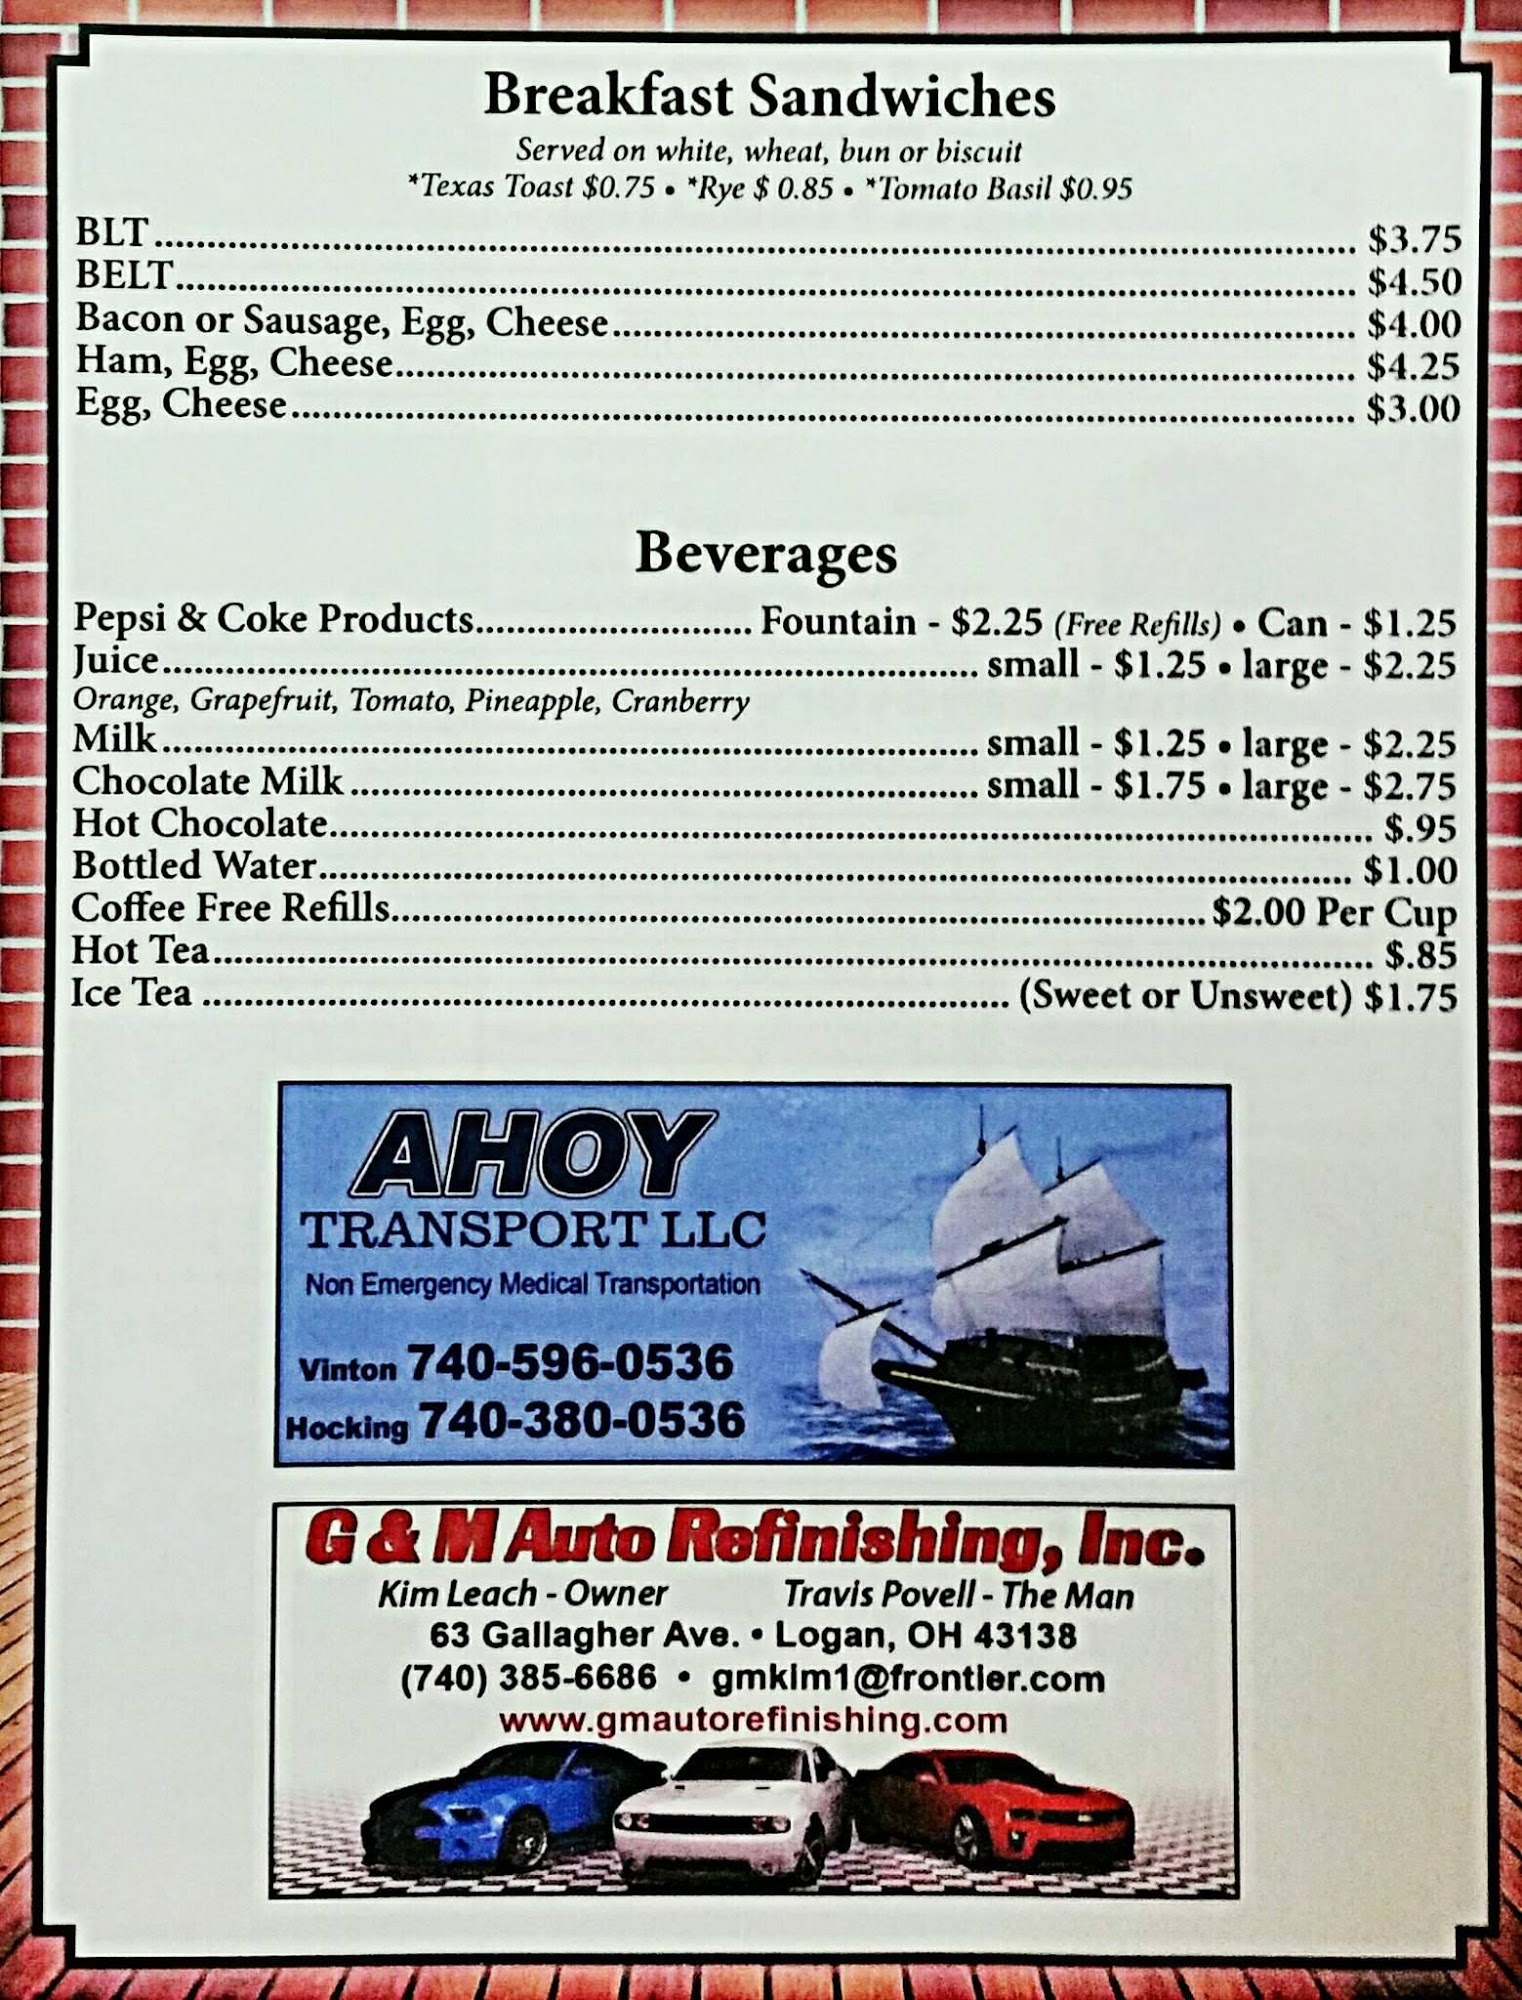 Breakfast Sandwiches
Served on white, wheat, bun or biscuit
*Texas Toast $0.75 • *Rye $ 0.85 • *Tomato Basil $0.95
BLT........ $3.75
BELT........ $4.50
Bacon or Sausage, Egg, Cheese........ $4.00
Ham, Egg, Cheese........ $4.25
Egg, Cheese........ $3.00
Beverages
Pepsi & Coke Products........ Fountain - $2.25 (Free Refills) • Can - $1.25
Juice........ small - $1.25 • large - $2.25
Orange, Grapefruit, Tomato, Pineapple, Cranberry
Milk........ small - $1.25 • large - $2.25
Chocolate Milk........ small - $1.75 • large - $2.75
Hot Chocolate........ $.95
Bottled Water........ $1.00
Coffee Free Refills........ $2.00 Per Cup
Hot Tea........ $.85
Ice Tea ........ (Sweet or Unsweet) $1.75
AHOY
TRANSPORT LLC
Non Emergency Medical Transportation
Vinton 740-596-0536
Hocking 740-380-0536
G & M Auto Refinishing, Inc.
Kim Leach - Owner Travis Povell - The Man
63 Gallagher Ave. • Logan, OH 43138
(740) 385-6686 • gmkim1@frontier.com
www.gmautorefinishing.com